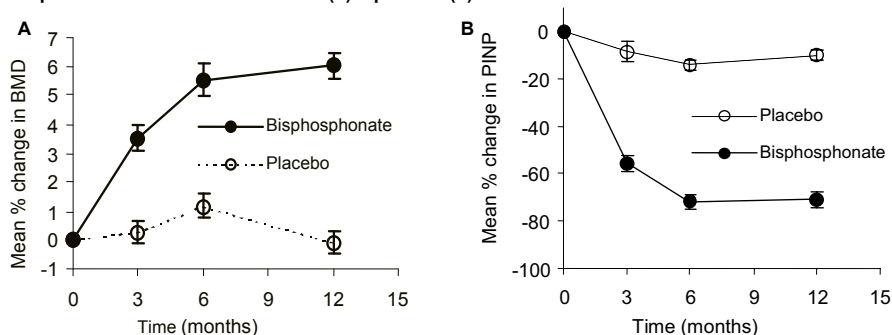 A
Mean % change in BMD
7
6
5
4
3
2
1
0
-1
Bisphosphonate
Placebo
0 3 6 9 12 15
Time (months)
B
Mean % change in PINP
-0
-20
-40
-60
-80
-100
Placebo
Bisphosphonate
0 3 6 9 12 15
Time (months)